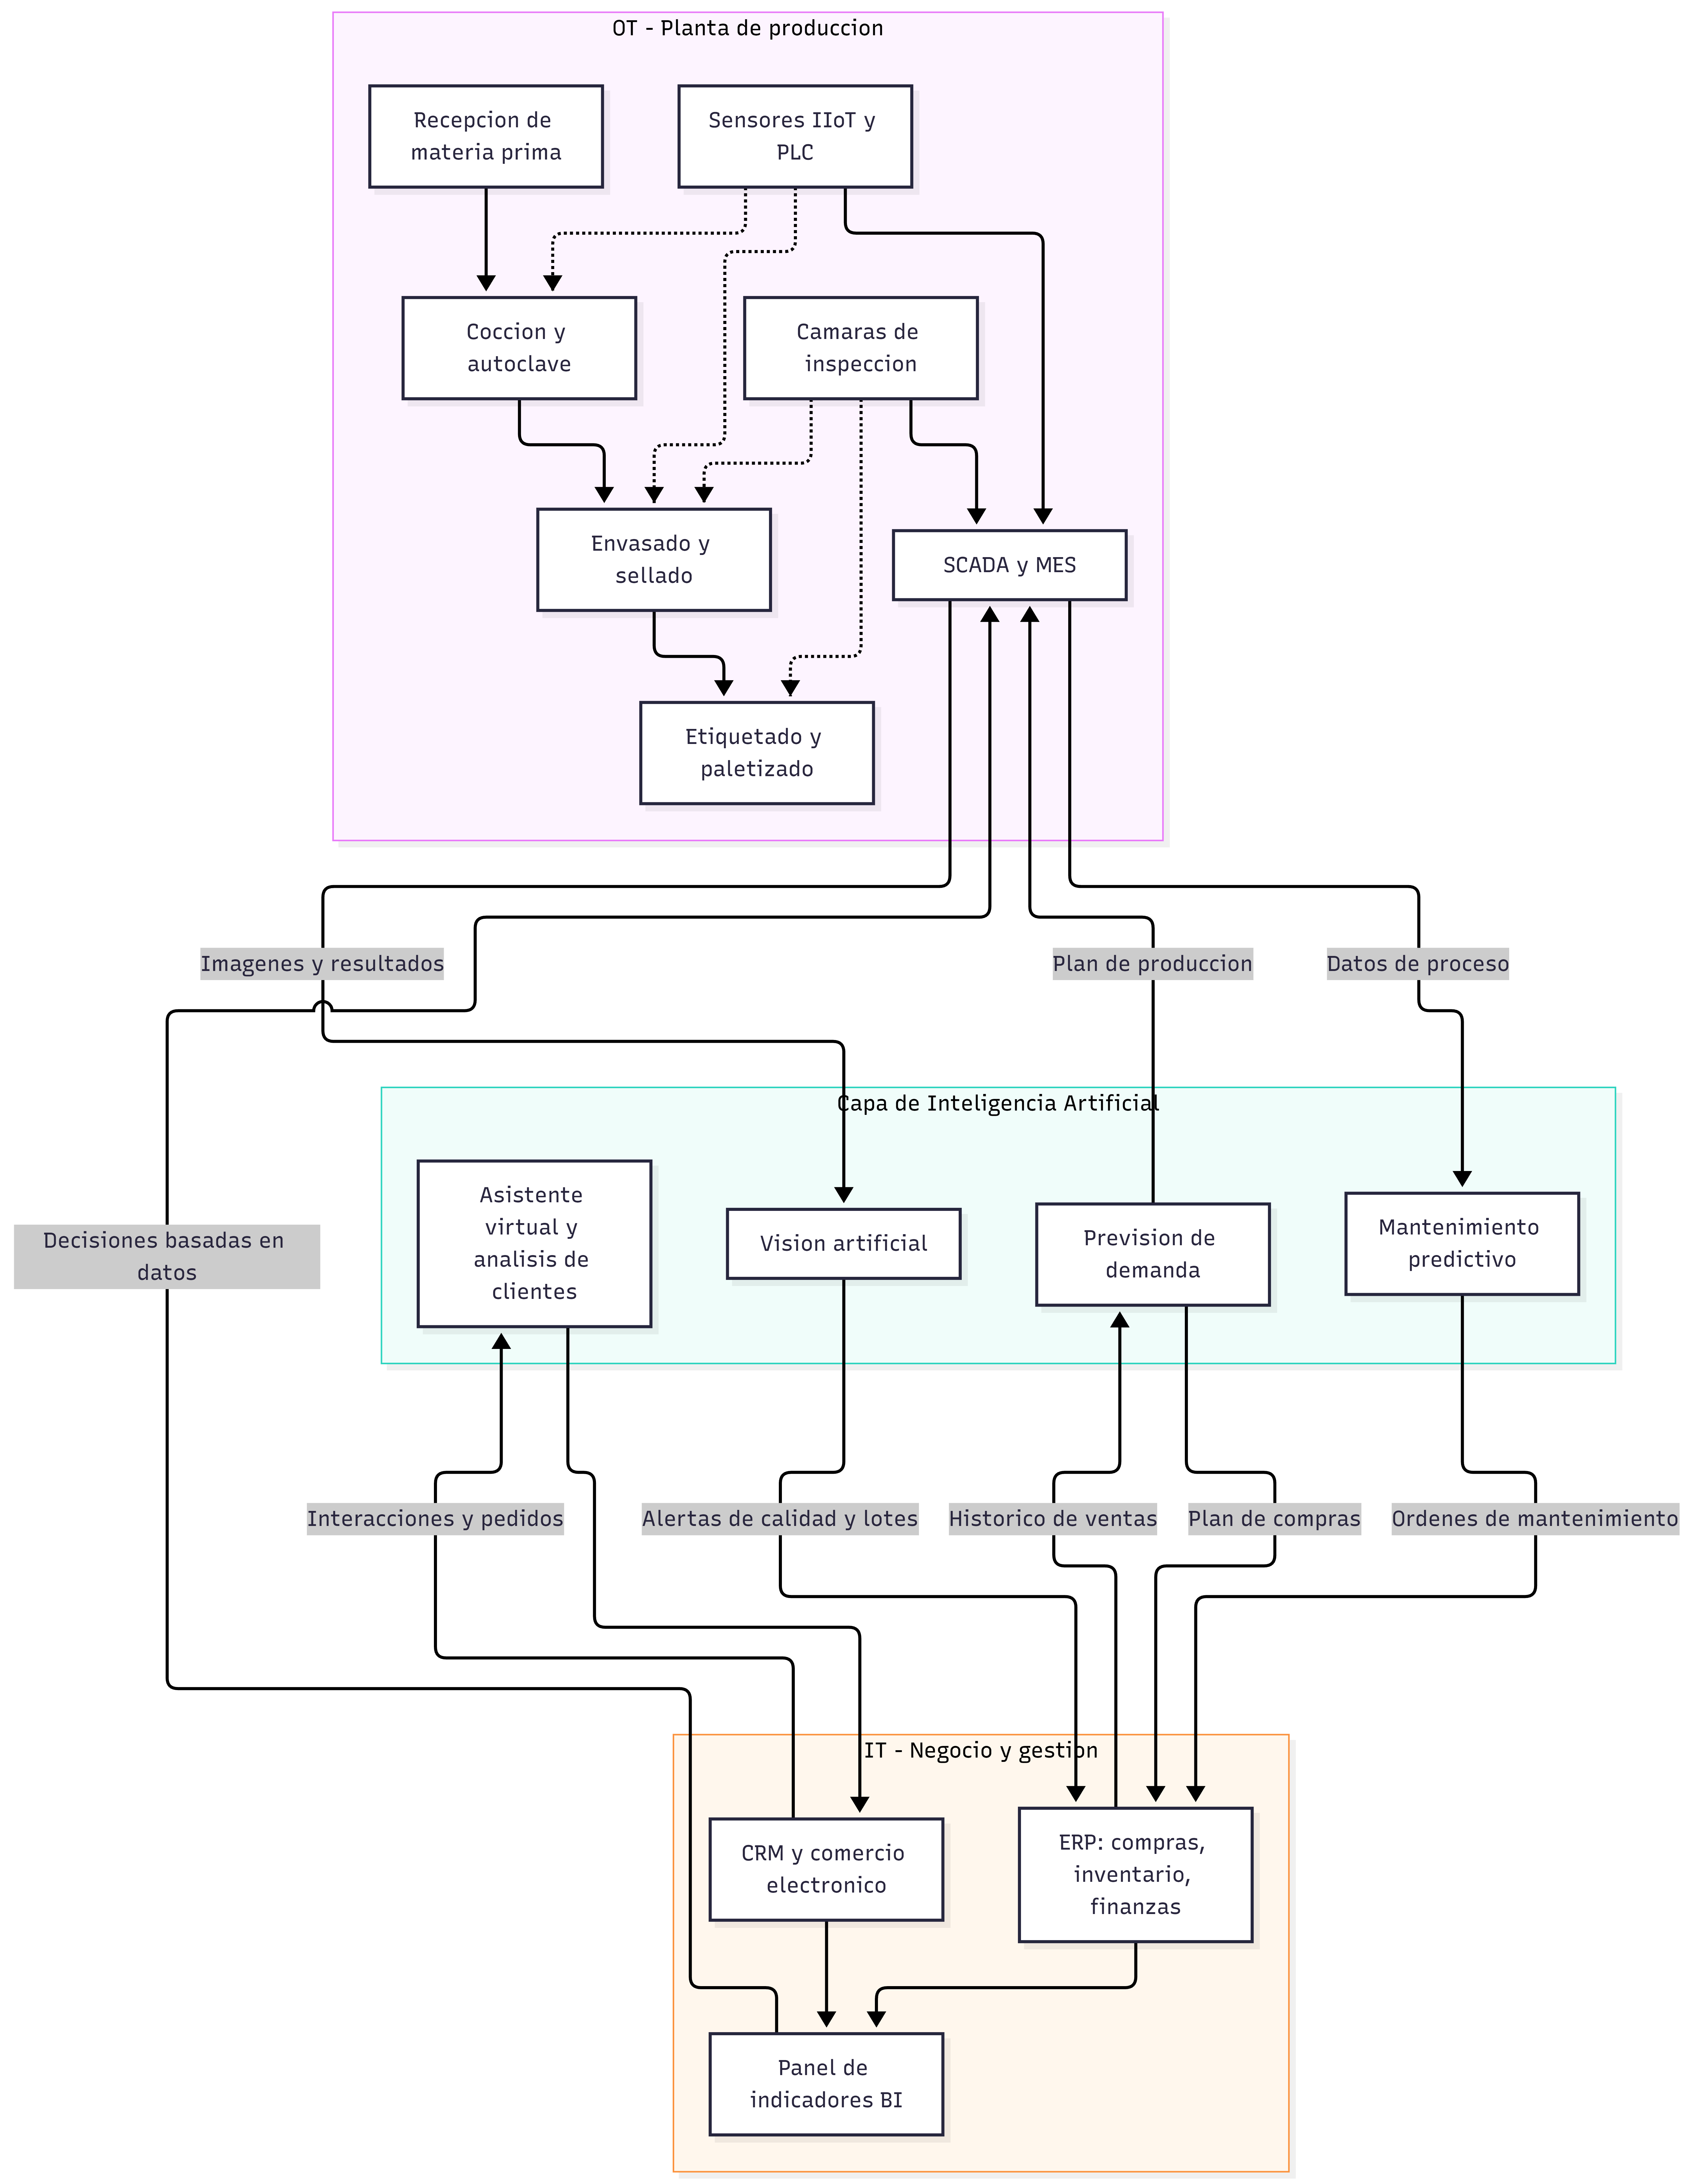 OT - Planta de produccion
Recepcion de
materia prima
Sensores IIoT y
PLC
Coccion y
autoclave
Camaras de
inspeccion
Envasado y
sellado
SCADA y MES
Etiquetado y
paletizado
Imagenes y resultados
Plan de produccion
Datos de proceso
Capa de Inteligencia Artificial
Decisiones basadas en
datos
Asistente
virtual y
analisis de
clientes
Vision artificial
Prevision de
demanda
Mantenimiento
predictivo
Interacciones y pedidos
Alertas de calidad y lotes
Historico de ventas
Plan de compras
Ordenes de mantenimiento
IT - Negocio y gestion
CRM y comercio
electronico
ERP: compras,
inventario,
finanzas
Panel de
indicadores BI